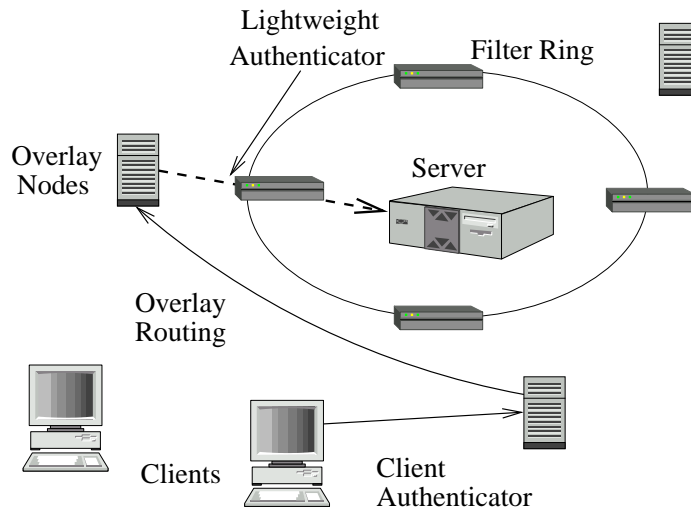 Lightweight
Authenticator
Filter Ring
Overlay
Nodes
Server
Overlay
Routing
Clients
Client
Authenticator